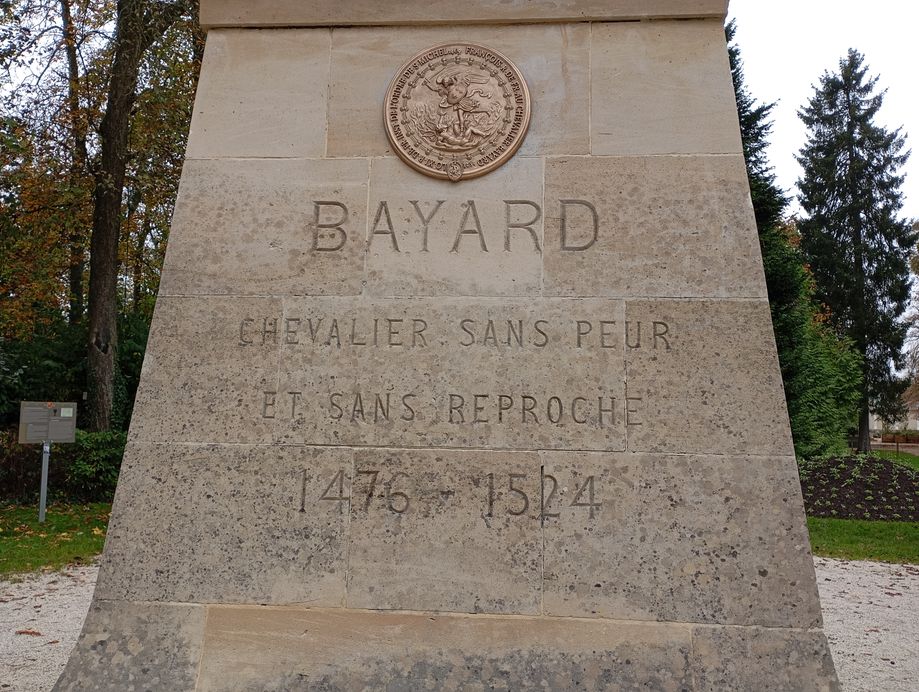 BAYARD
CHEVALIER SANS PEUR
ET SANS REPROCHE
1476 - 1524